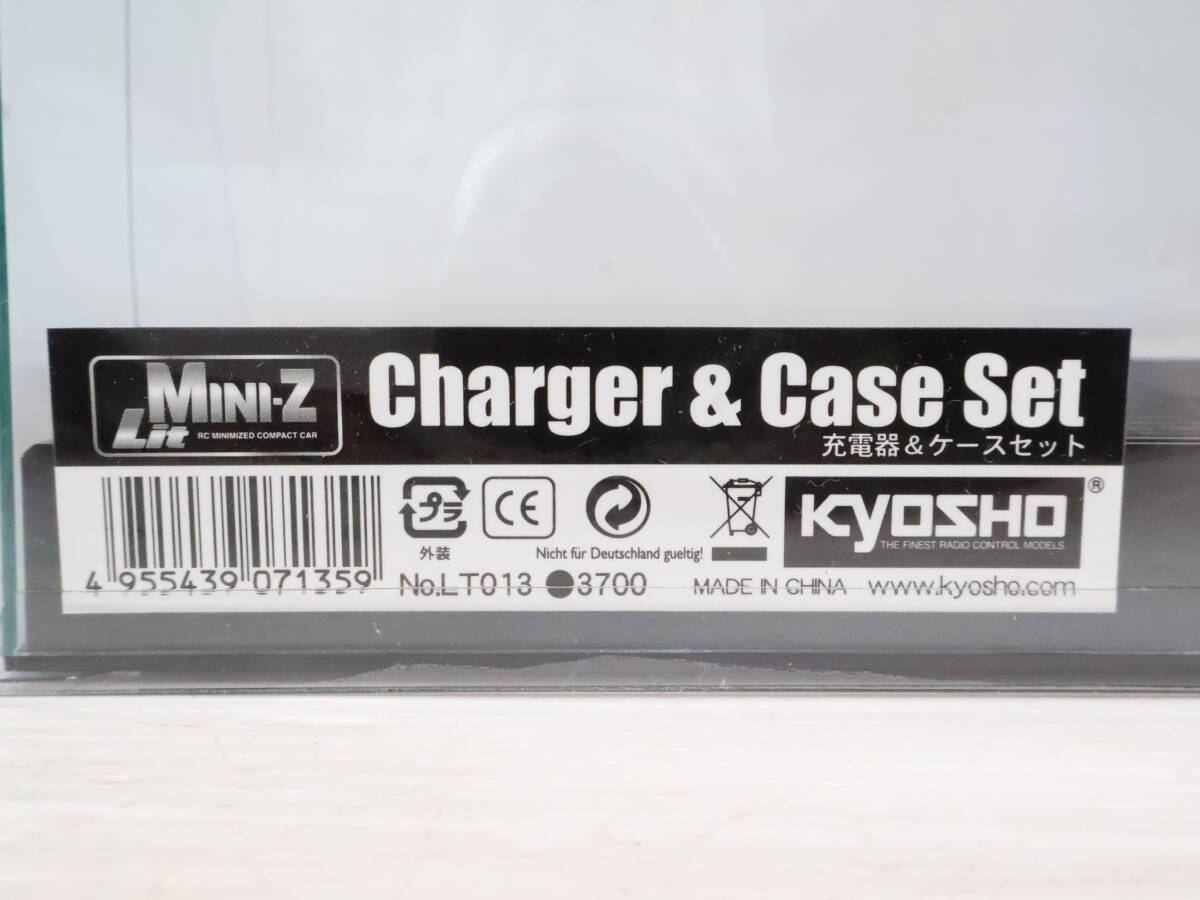 MINI-Z
Lit
RC MINIMIZED COMPACT CAR
Charger & Case Set
充電器&ケースセット
プラ
外装
CE
Nicht für Deutschland gueltig!
KYOSHO ®
THE FINEST RADIO CONTROL MODELS
4 955439 071359
No.LT013 ●3700
MADE IN CHINA www.kyosho.com